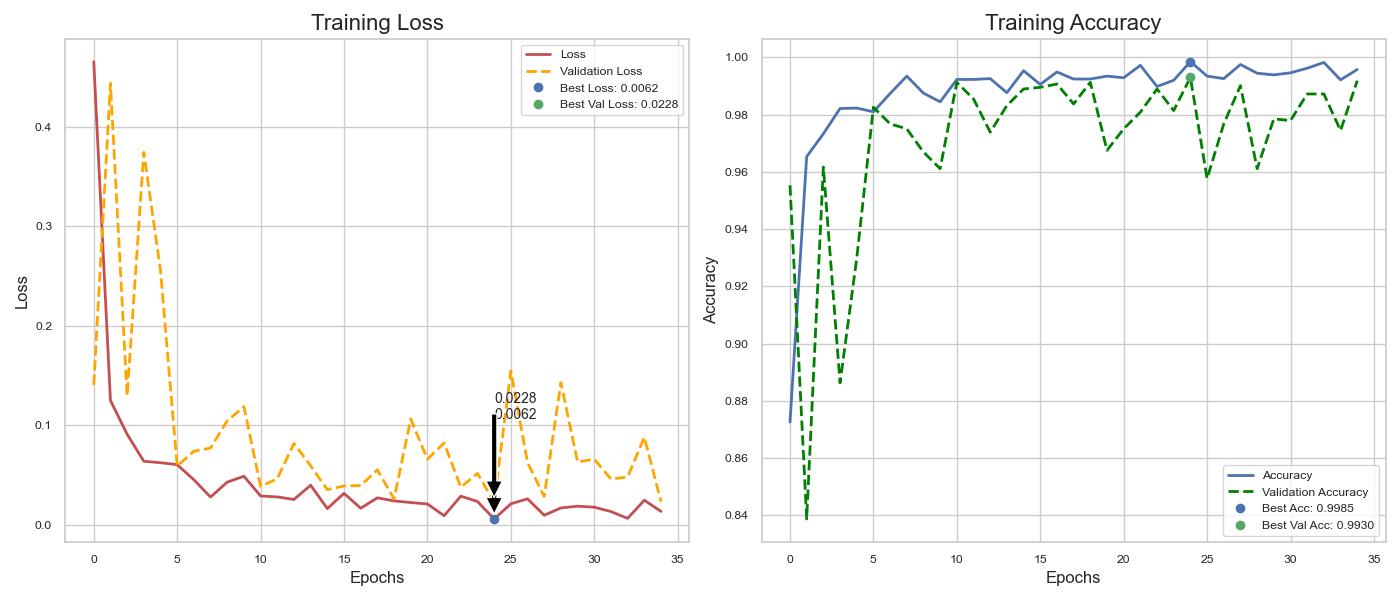 Training Loss
Loss
Validation Loss
Best Loss: 0.0062
Best Val Loss: 0.0228
0.4
0.3
0.2
0.1
0.0
Loss
0.0228
0.0062
0
5
10
15
20
25
30
35
Epochs
Training Accuracy
1.00
0.98
0.96
0.94
0.92
0.90
0.88
0.86
0.84
Accuracy
Accuracy
Validation Accuracy
Best Acc: 0.9985
Best Val Acc: 0.9930
0
5
10
15
20
25
30
35
Epochs